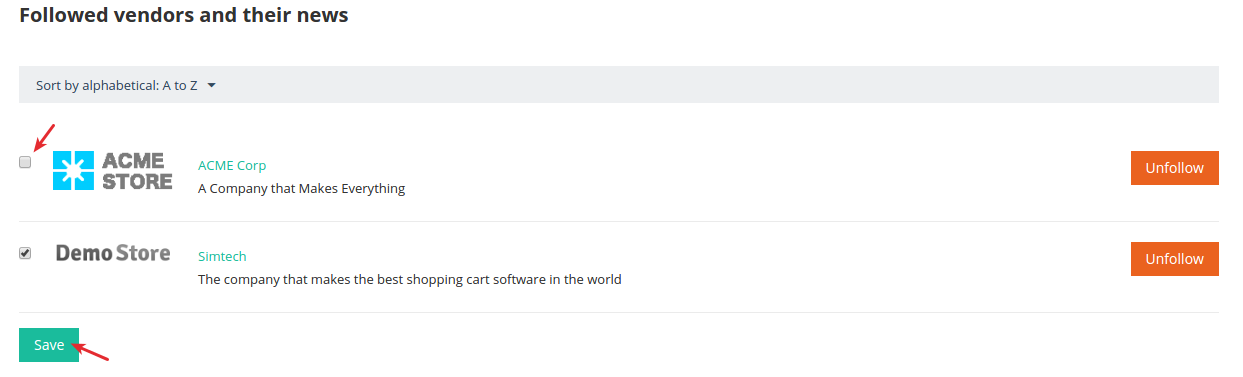 Followed vendors and their news
Sort by alphabetical: A to Z
ACME
STORE
ACME Corp
A Company that Makes Everything
Unfollow
Demo Store
Simtech
The company that makes the best shopping cart software in the world
Unfollow
Save